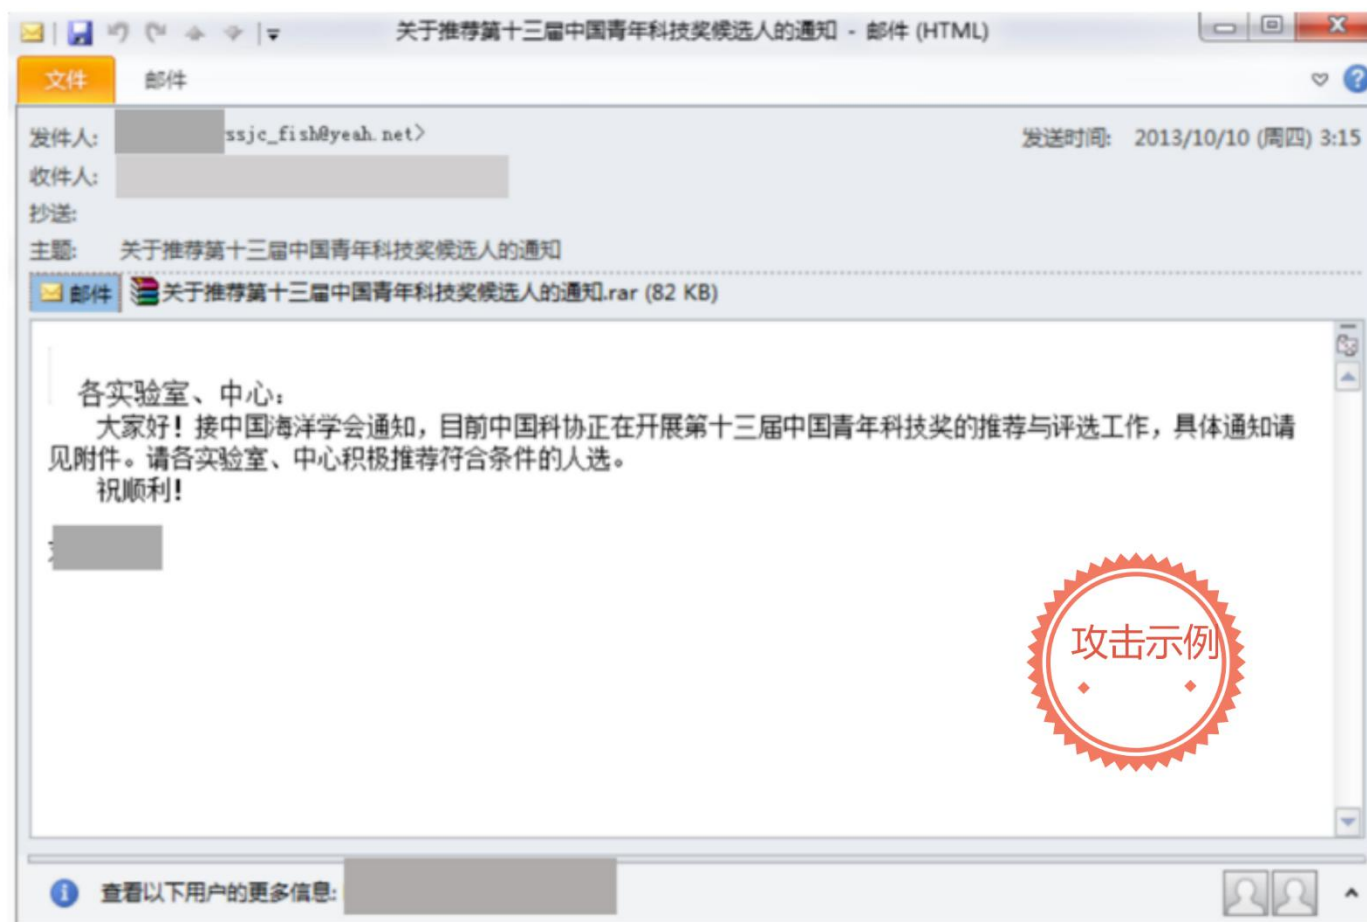 关于推荐第十三届中国青年科技奖候选人的通知 - 邮件 (HTML)
文件 邮件
发件人: ssjc_fish@yeah.net> 发送时间: 2013/10/10 (周四) 3:15
收件人:
抄送:
主题: 关于推荐第十三届中国青年科技奖候选人的通知
邮件 关于推荐第十三届中国青年科技奖候选人的通知.rar (82 KB)
各实验室、中心：
大家好！接中国海洋学会通知，目前中国科协正在开展第十三届中国青年科技奖的推荐与评选工作，具体通知请
见附件。请各实验室、中心积极推荐符合条件的人选。
祝顺利！
攻击示例
查看以下用户的更多信息: